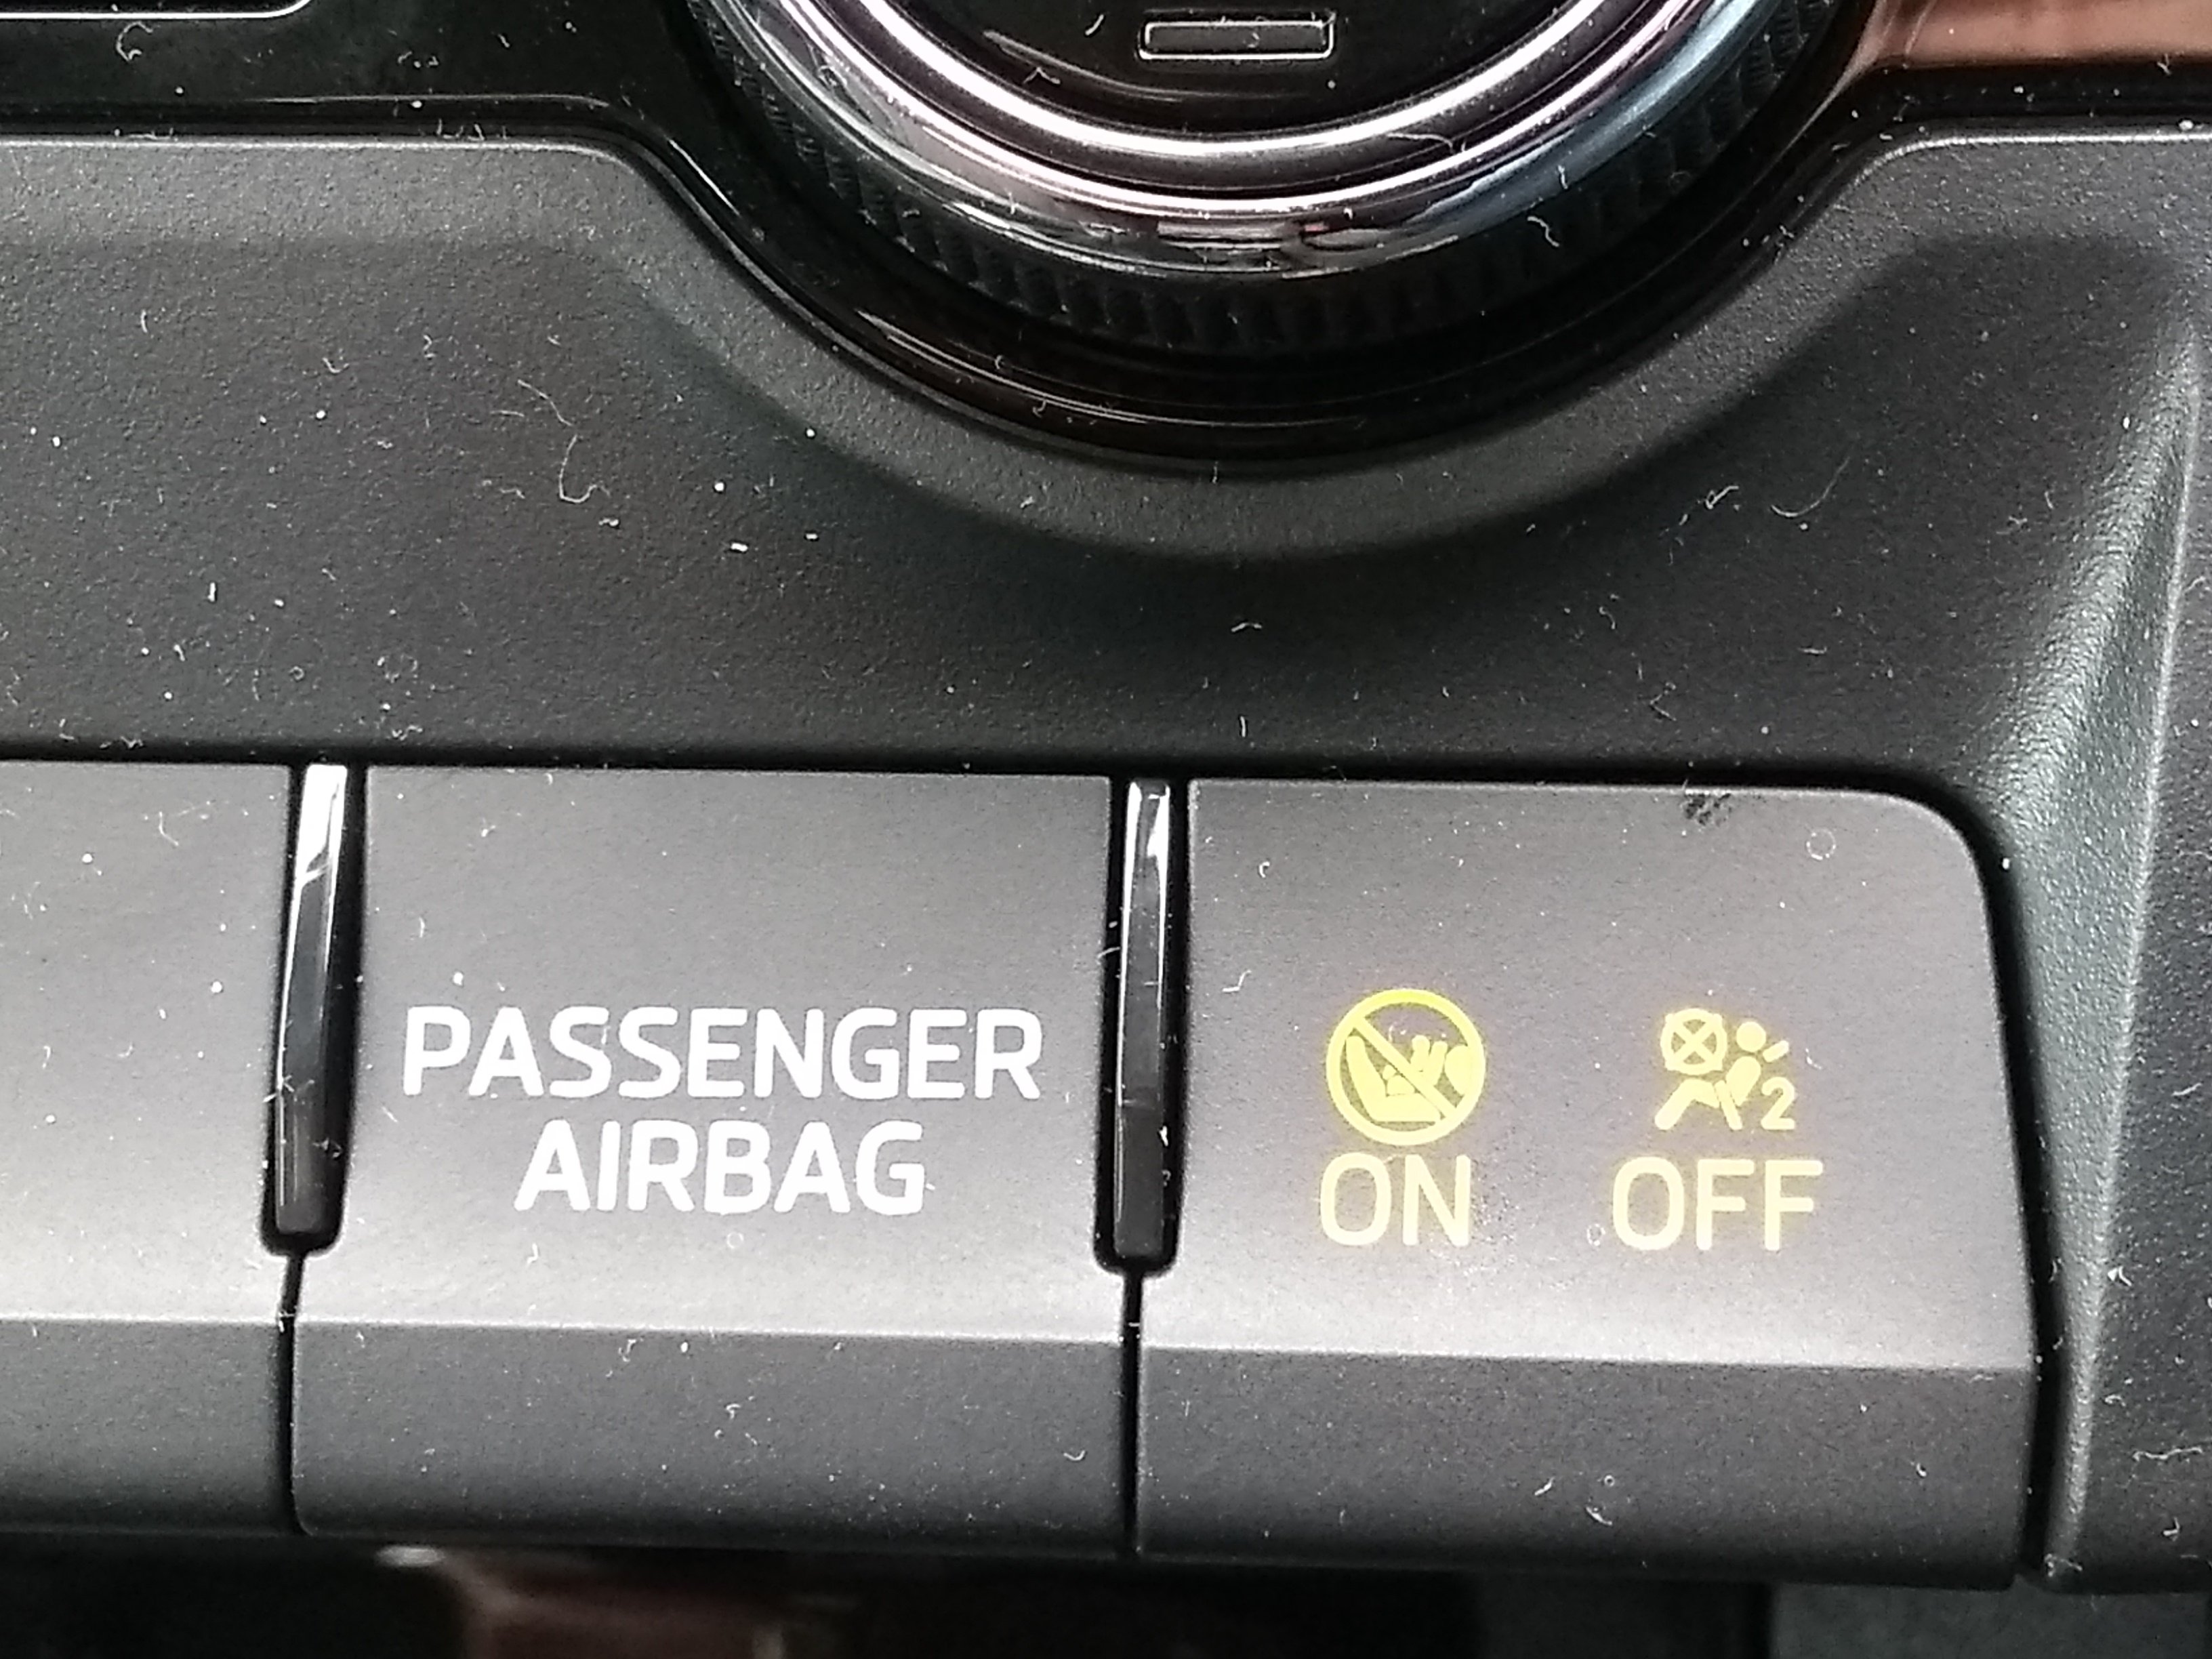 PASSENGER
AIRBAG
2
ON OFF